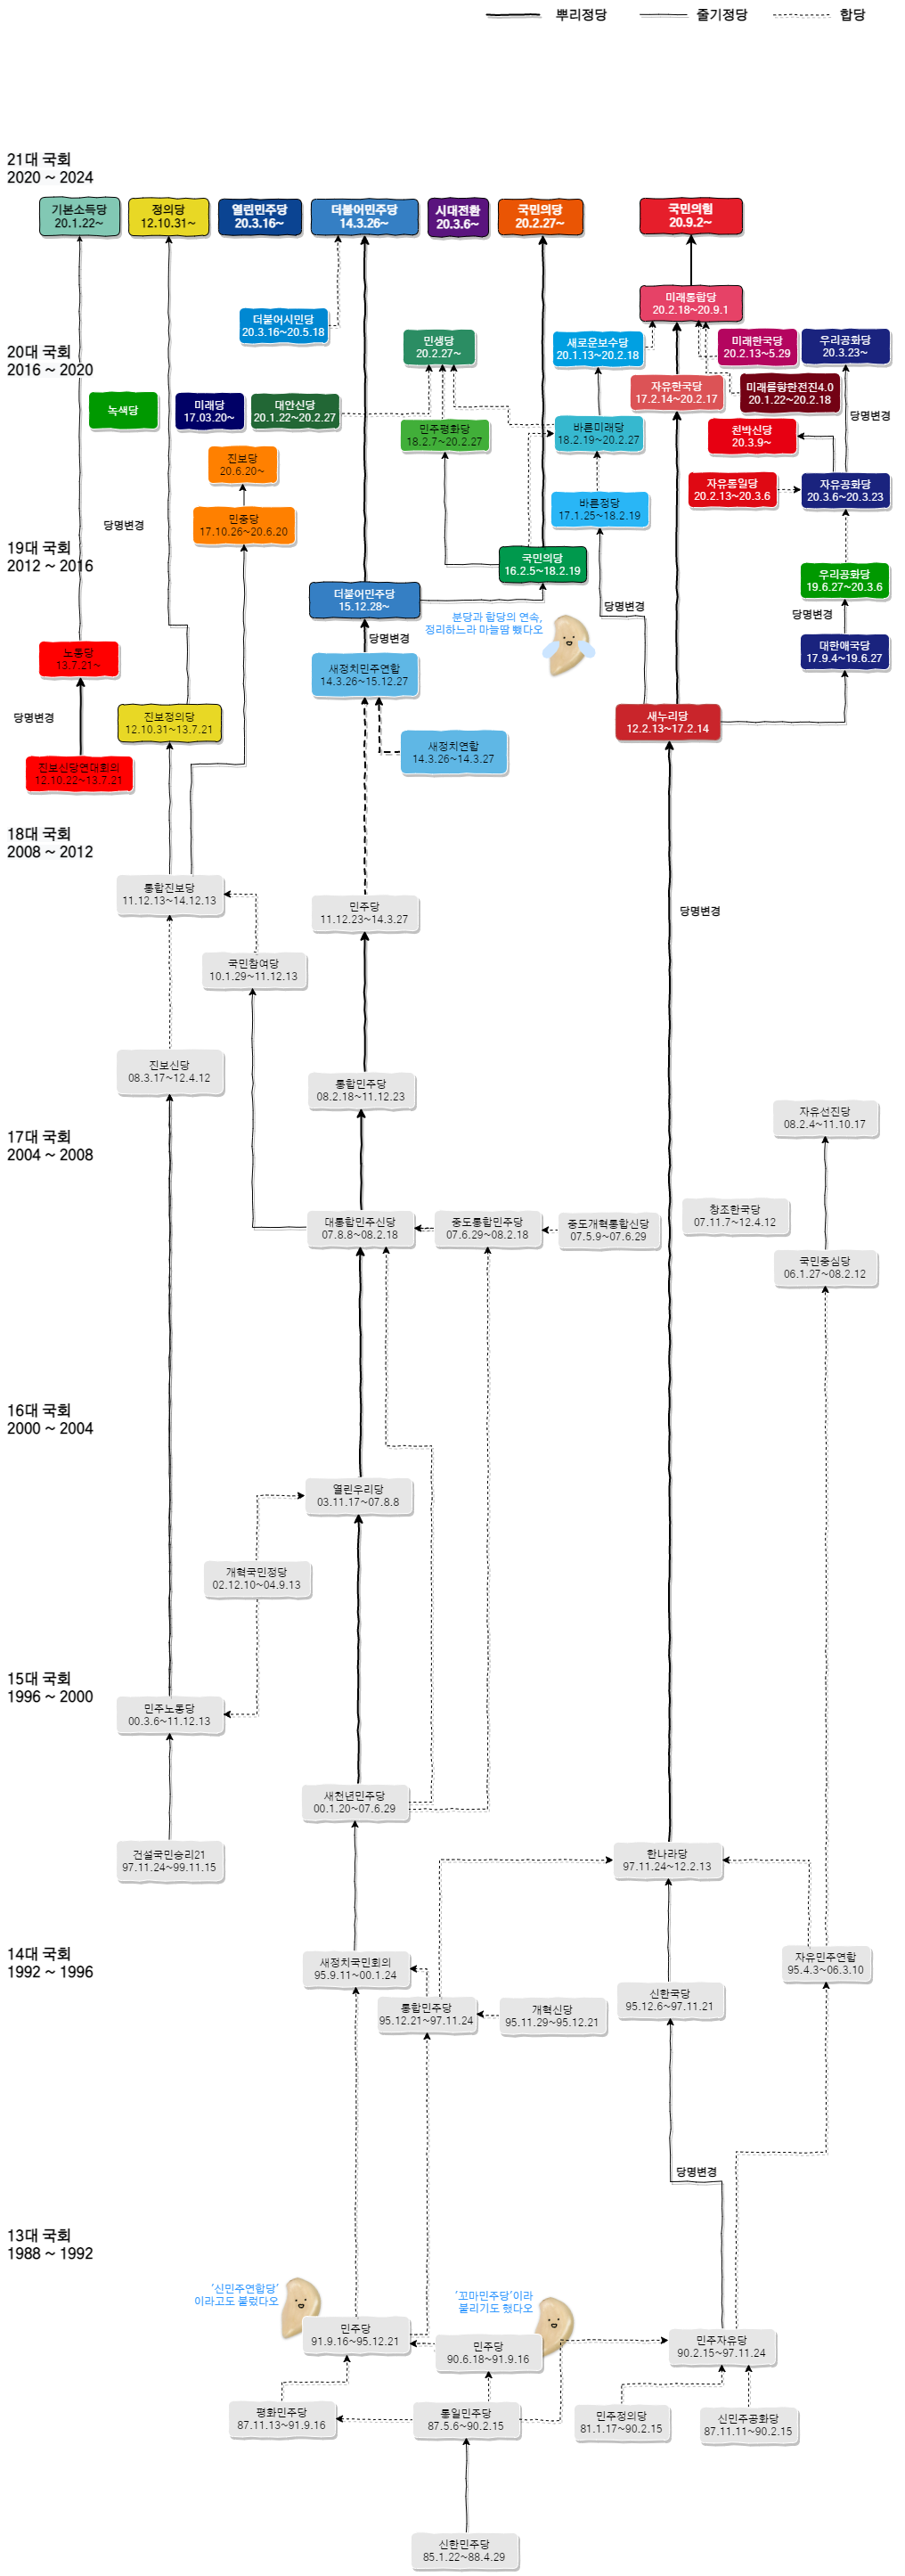 뿌리정당
줄기정당
합당
21대 국회
2020 ~ 2024
기본소득당
20.1.22~
정의당
12.10.31~
열린민주당
20.3.16~
더불어민주당
14.3.26~
시대전환
20.3.6~
국민의당
20.2.27~
국민의힘
20.9.2~
미래통합당
20.2.18~20.9.1
더불어시민당
20.3.16~20.5.18
민생당
20.2.27~
새로운보수당
20.1.13~20.2.18
미래한국당
20.2.13~5.29
우리공화당
20.3.23~
20대 국회
2016 ~ 2020
자유한국당
17.2.14~20.2.17
미래를향한전진4.0
20.1.22~20.2.18
녹색당
미래당
17.03.20~
대안신당
20.1.22~20.2.27
당명변경
민주평화당
18.2.7~20.2.27
바른미래당
18.2.19~20.2.27
친박신당
20.3.9~
진보당
20.6.20~
자유통일당
20.2.13~20.3.6
자유공화당
20.3.6~20.3.23
당명변경
민중당
17.10.26~20.6.20
바른정당
17.1.25~18.2.19
19대 국회
2012 ~ 2016
국민의당
16.2.5~18.2.19
우리공화당
19.6.27~20.3.6
더불어민주당
15.12.28~
당명변경
당명변경
분당과 합당의 연속,
정리하느라 마늘땀 뺐다오
당명변경
노동당
13.7.21~
새정치민주연합
14.3.26~15.12.27
대한애국당
17.9.4~19.6.27
당명변경
진보정의당
12.10.31~13.7.21
새누리당
12.2.13~17.2.14
새정치연합
14.3.26~14.3.27
진보신당연대회의
12.10.22~13.7.21
18대 국회
2008 ~ 2012
통합진보당
11.12.13~14.12.13
민주당
11.12.23~14.3.27
당명변경
국민참여당
10.1.29~11.12.13
진보신당
08.3.17~12.4.12
통합민주당
08.2.18~11.12.23
자유선진당
08.2.4~11.10.17
17대 국회
2004 ~ 2008
대통합민주신당
07.8.8~08.2.18
중도통합민주당
07.6.29~08.2.18
중도개혁통합신당
07.5.9~07.6.29
창조한국당
07.11.7~12.4.12
국민중심당
06.1.27~08.2.12
16대 국회
2000 ~ 2004
열린우리당
03.11.17~07.8.8
개혁국민정당
02.12.10~04.9.13
15대 국회
1996 ~ 2000
민주노동당
00.3.6~11.12.13
새천년민주당
00.1.20~07.6.29
건설국민승리21
97.11.24~99.11.15
한나라당
97.11.24~12.2.13
14대 국회
1992 ~ 1996
새정치국민회의
95.9.11~00.1.24
자유민주연합
95.4.3~06.3.10
통합민주당
95.12.21~97.11.24
개혁신당
95.11.29~95.12.21
신한국당
95.12.6~97.11.21
당명변경
13대 국회
1988 ~ 1992
'신민주연합당'
이라고도 불렀다오
'꼬마민주당'이라
불리기도 했다오
민주당
91.9.16~95.12.21
민주당
90.6.18~91.9.16
민주자유당
90.2.15~97.11.24
평화민주당
87.11.13~91.9.16
통일민주당
87.5.6~90.2.15
민주정의당
81.1.17~90.2.15
신민주공화당
87.11.11~90.2.15
신한민주당
85.1.22~88.4.29